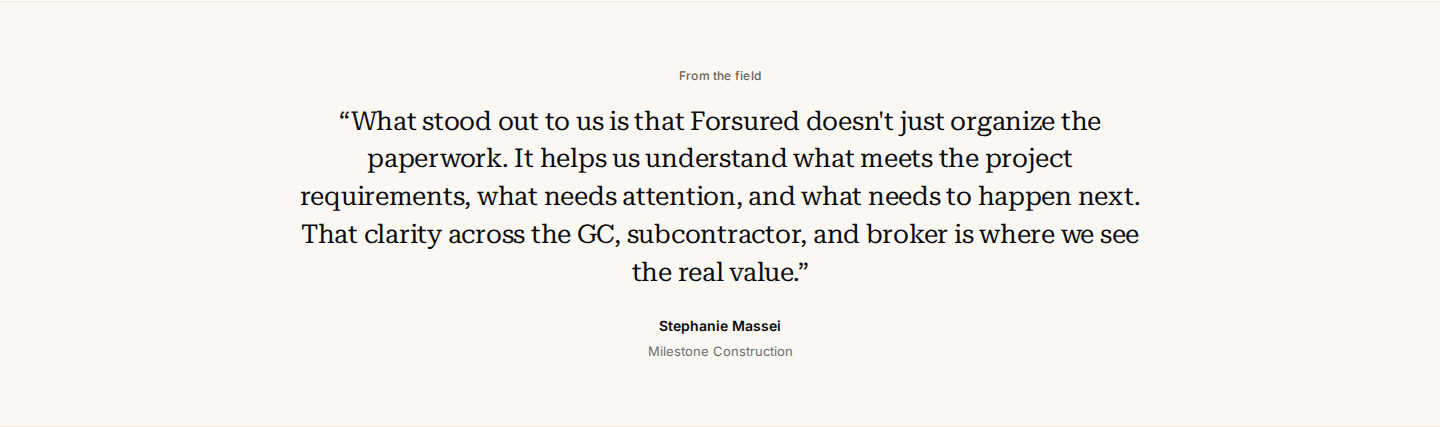 From the field
“What stood out to us is that Forsured doesn't just organize the
paperwork. It helps us understand what meets the project
requirements, what needs attention, and what needs to happen next.
That clarity across the GC, subcontractor, and broker is where we see
the real value.”
Stephanie Massei
Milestone Construction